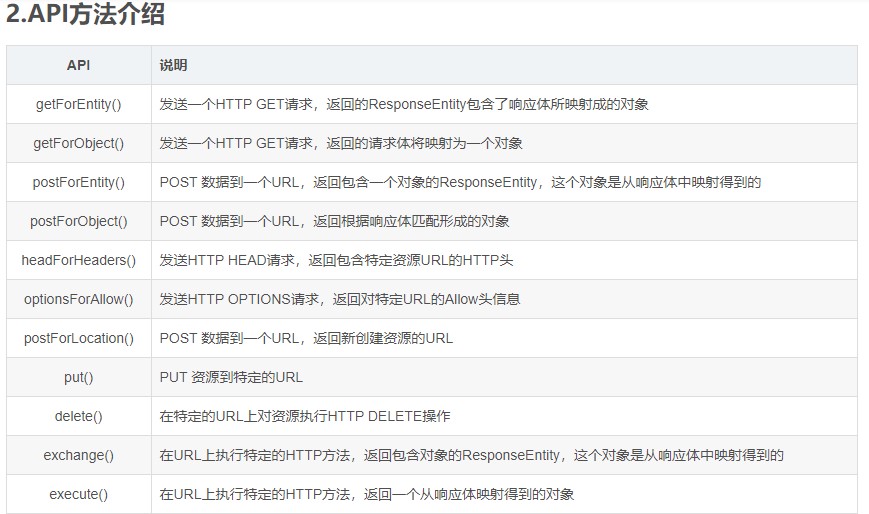 2.API方法介绍
API 说明
getForEntity() 发送一个HTTP GET请求，返回的ResponseEntity包含了响应体所映射成的对象
getForObject() 发送一个HTTP GET请求，返回的请求体将映射为一个对象
postForEntity() POST 数据到一个URL，返回包含一个对象的ResponseEntity，这个对象是从响应体中映射得到的
postForObject() POST 数据到一个URL，返回根据响应体匹配形成的对象
headForHeaders() 发送HTTP HEAD请求，返回包含特定资源URL的HTTP头
optionsForAllow() 发送HTTP OPTIONS请求，返回对特定URL的Allow头信息
postForLocation() POST 数据到一个URL，返回新创建资源的URL
put() PUT 资源到特定的URL
delete() 在特定的URL上对资源执行HTTP DELETE操作
exchange() 在URL上执行特定的HTTP方法，返回包含对象的ResponseEntity，这个对象是从响应体中映射得到的
execute() 在URL上执行特定的HTTP方法，返回一个从响应体映射得到的对象